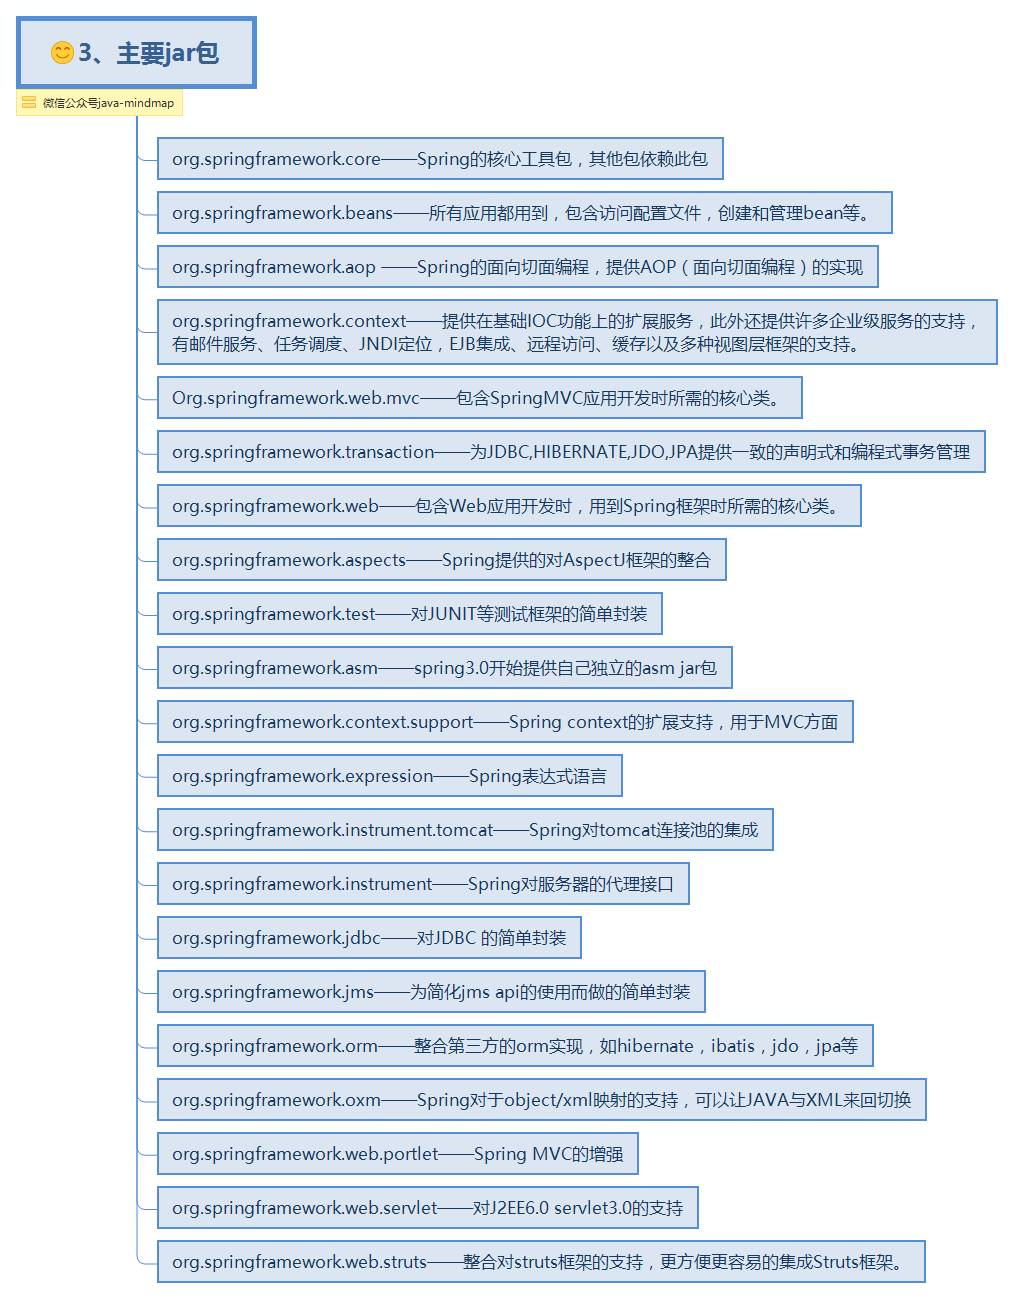 😊3、主要jar包
微信公众号java-mindmap
org.springframework.core——Spring的核心工具包，其他包依赖此包
org.springframework.beans——所有应用都用到，包含访问配置文件，创建和管理bean等。
org.springframework.aop ——Spring的面向切面编程，提供AOP（面向切面编程）的实现
org.springframework.context——提供在基础IOC功能上的扩展服务，此外还提供许多企业级服务的支持，
有邮件服务、任务调度、JNDI定位，EJB集成、远程访问、缓存以及多种视图层框架的支持。
Org.springframework.web.mvc——包含SpringMVC应用开发时所需的核心类。
org.springframework.transaction——为JDBC,HIBERNATE,JDO,JPA提供一致的声明式和编程式事务管理
org.springframework.web——包含Web应用开发时，用到Spring框架时所需的核心类。
org.springframework.aspects——Spring提供的对AspectJ框架的整合
org.springframework.test——对JUNIT等测试框架的简单封装
org.springframework.asm——spring3.0开始提供自己独立的asm jar包
org.springframework.context.support——Spring context的扩展支持，用于MVC方面
org.springframework.expression——Spring表达式语言
org.springframework.instrument.tomcat——Spring对tomcat连接池的集成
org.springframework.instrument——Spring对服务器的代理接口
org.springframework.jdbc——对JDBC 的简单封装
org.springframework.jms——为简化jms api的使用而做的简单封装
org.springframework.orm——整合第三方的orm实现，如hibernate，ibatis，jdo，jpa等
org.springframework.oxm——Spring对于object/xml映射的支持，可以让JAVA与XML来回切换
org.springframework.web.portlet——Spring MVC的增强
org.springframework.web.servlet——对J2EE6.0 servlet3.0的支持
org.springframework.web.struts——整合对struts框架的支持，更方便更容易的集成Struts框架。